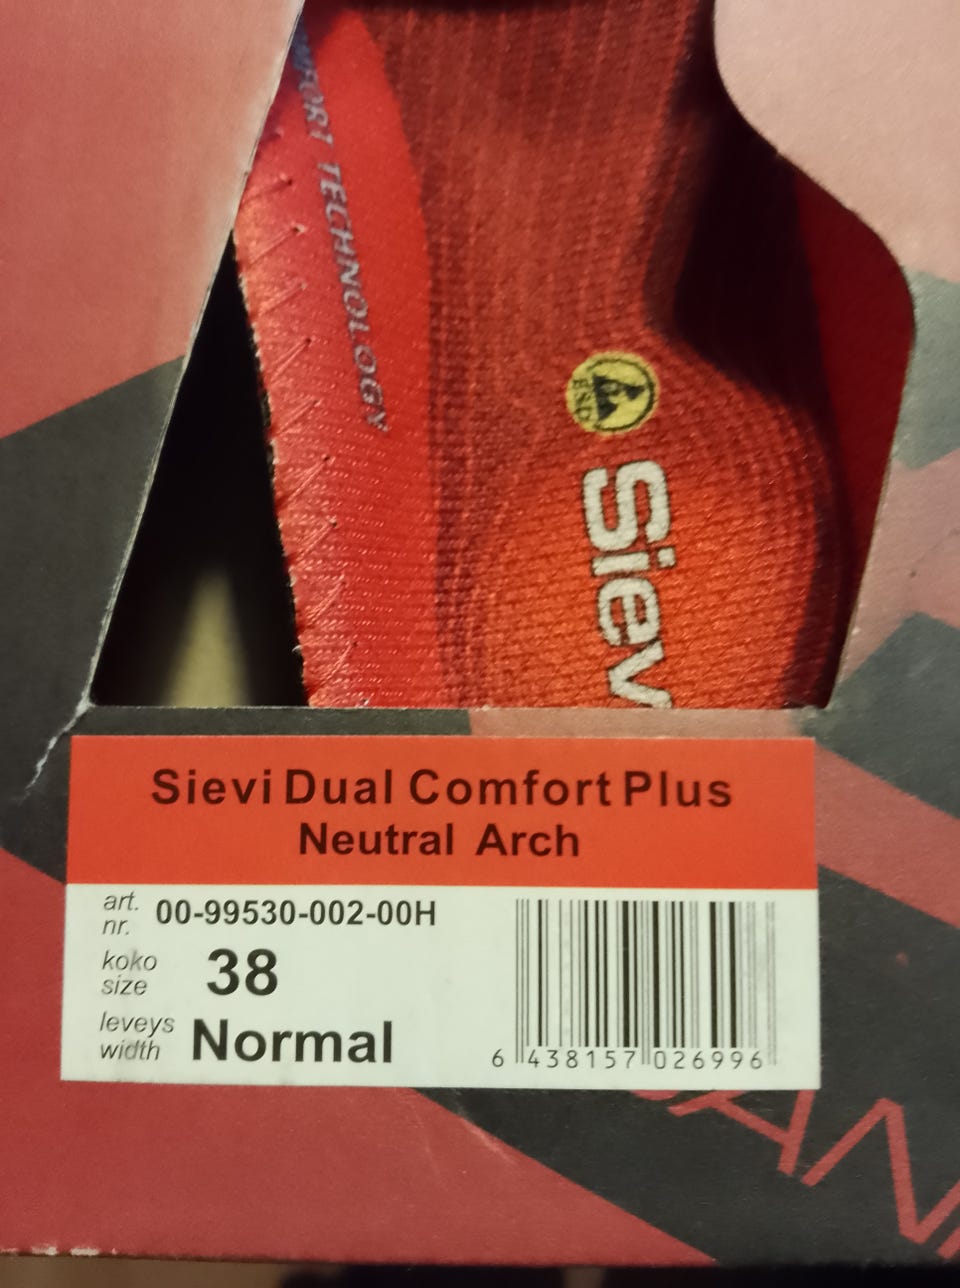 TECHNOLOGY
ESD
Siev
Sievi Dual Comfort Plus
Neutral Arch
art.
nr. 00-99530-002-00H
koko
size 38
leveys
width Normal
6 438157 026996